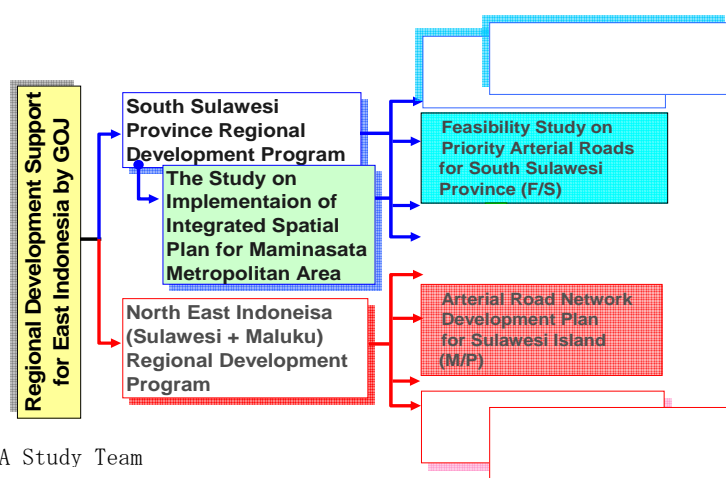 Regional Development Support
for East Indonesia by GOJ
South Sulawesi
Province Regional
Development Program
The Study on
Implementaion of
Integrated Spatial
Plan for Maminasata
Metropolitan Area
Feasibility Study on
Priority Arterial Roads
for South Sulawesi
Province (F/S)
North East Indoneisa
(Sulawesi + Maluku)
Regional Development
Program
Arterial Road Network
Development Plan
for Sulawesi Island
(M/P)
A Study Team